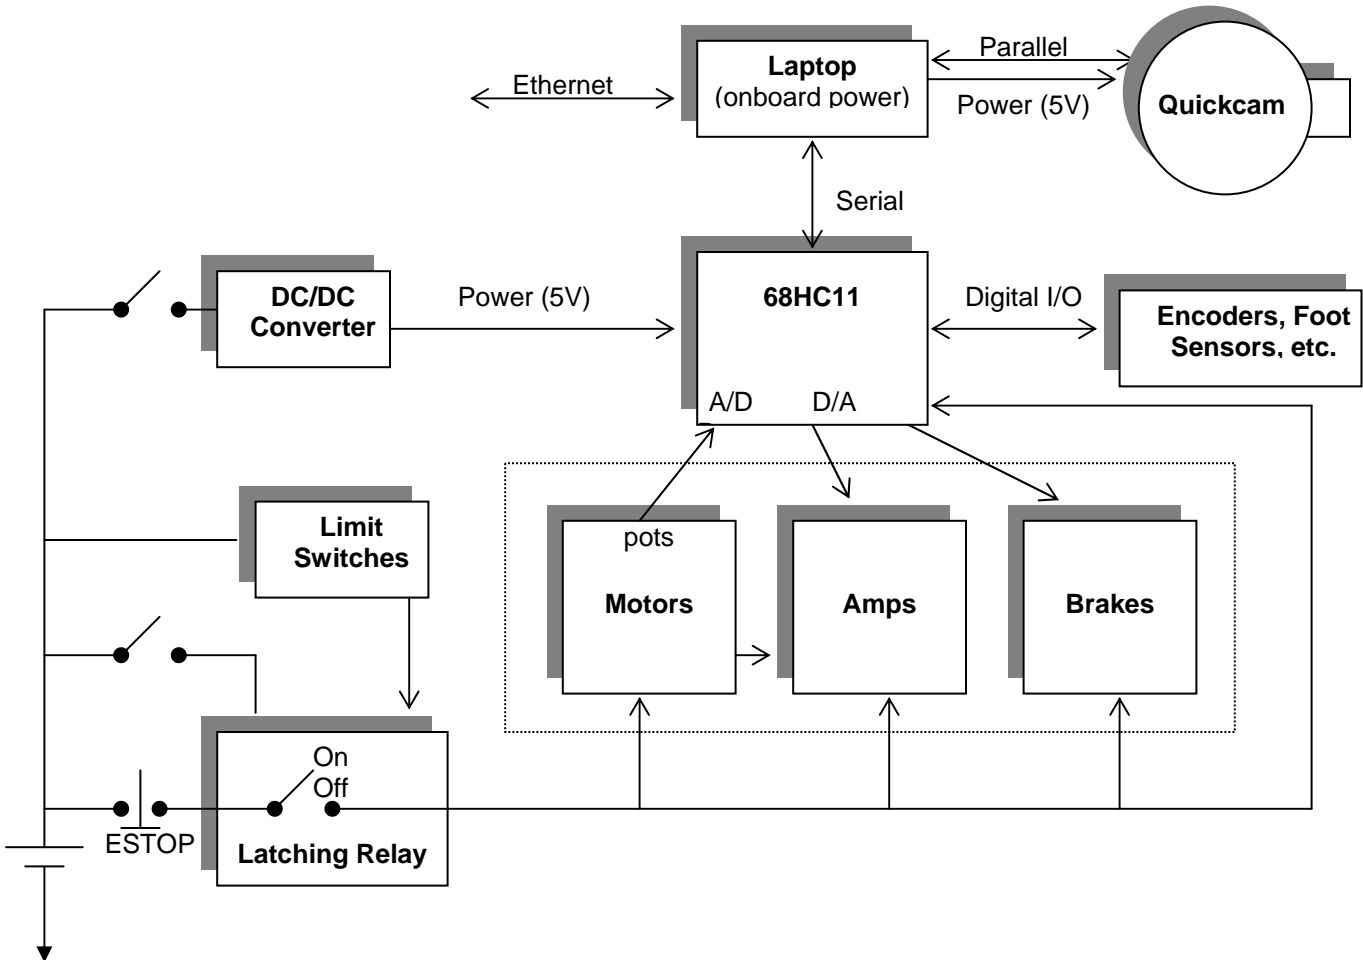 Laptop
(onboard power)
Ethernet
Parallel
Power (5V)
Quickcam
Serial
DC/DC
Converter
Power (5V)
68HC11
A/D
D/A
Digital I/O
Encoders, Foot
Sensors, etc.
Limit
Switches
pots
Motors
Amps
Brakes
On
Off
ESTOP
Latching Relay